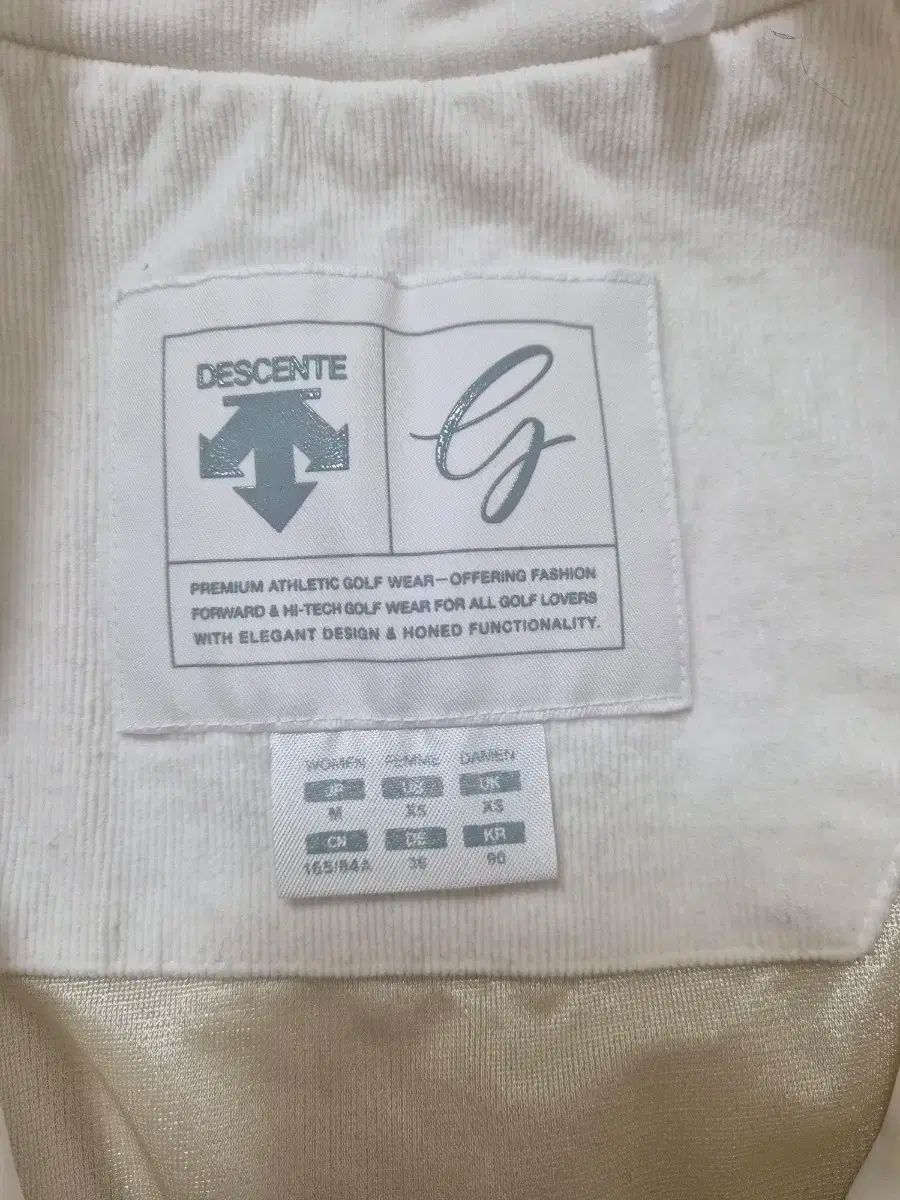 DESCENTE
G
PREMIUM ATHLETIC GOLF WEAR—OFFERING FASHION
FORWARD & HI-TECH GOLF WEAR FOR ALL GOLF LOVERS
WITH ELEGANT DESIGN & HONED FUNCTIONALITY.
WOMEN FEMME DAMEN
JP US UK
M XS XS
CN DE KR
165/84A 36 90